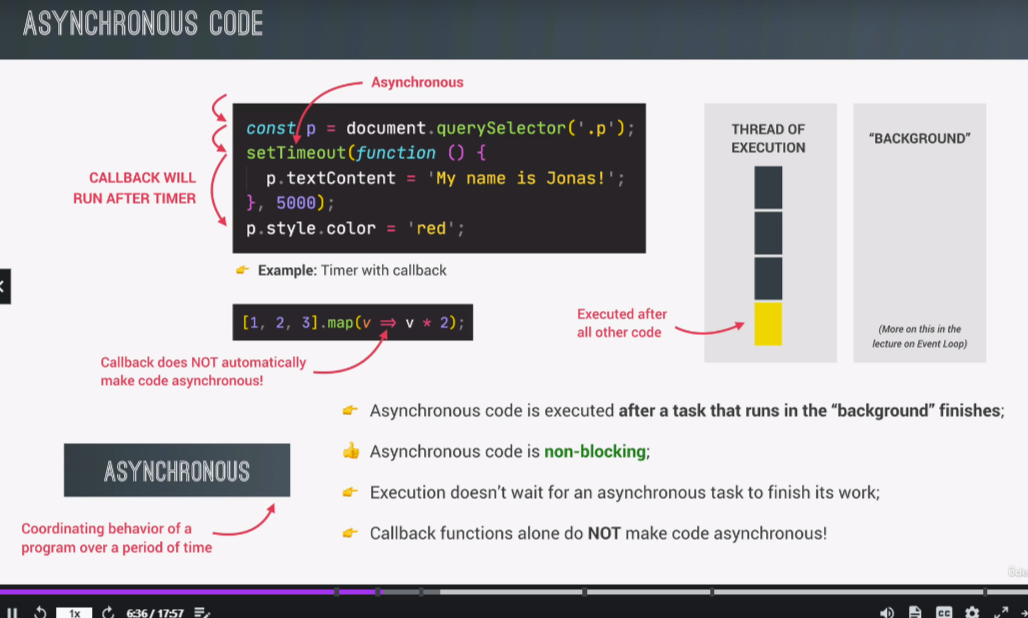 ASYNCHRONOUS CODE
Asynchronous
const p = document.querySelector('.p');
setTimeout(function () {
p.textContent = 'My name is Jonas!';
}, 5000);
p.style.color = 'red';
CALLBACK WILL
RUN AFTER TIMER
👉 Example: Timer with callback
[1, 2, 3].map(v => v * 2);
Callback does NOT automatically
make code asynchronous!
THREAD OF
EXECUTION
"BACKGROUND"
Executed after
all other code
(More on this in the
lecture on Event Loop)
👉 Asynchronous code is executed after a task that runs in the "background" finishes;
👍 Asynchronous code is non-blocking;
👉 Execution doesn't wait for an asynchronous task to finish its work;
👉 Callback functions alone do NOT make code asynchronous!
ASYNCHRONOUS
Coordinating behavior of a
program over a period of time
1x
6:36 / 17:57
CC